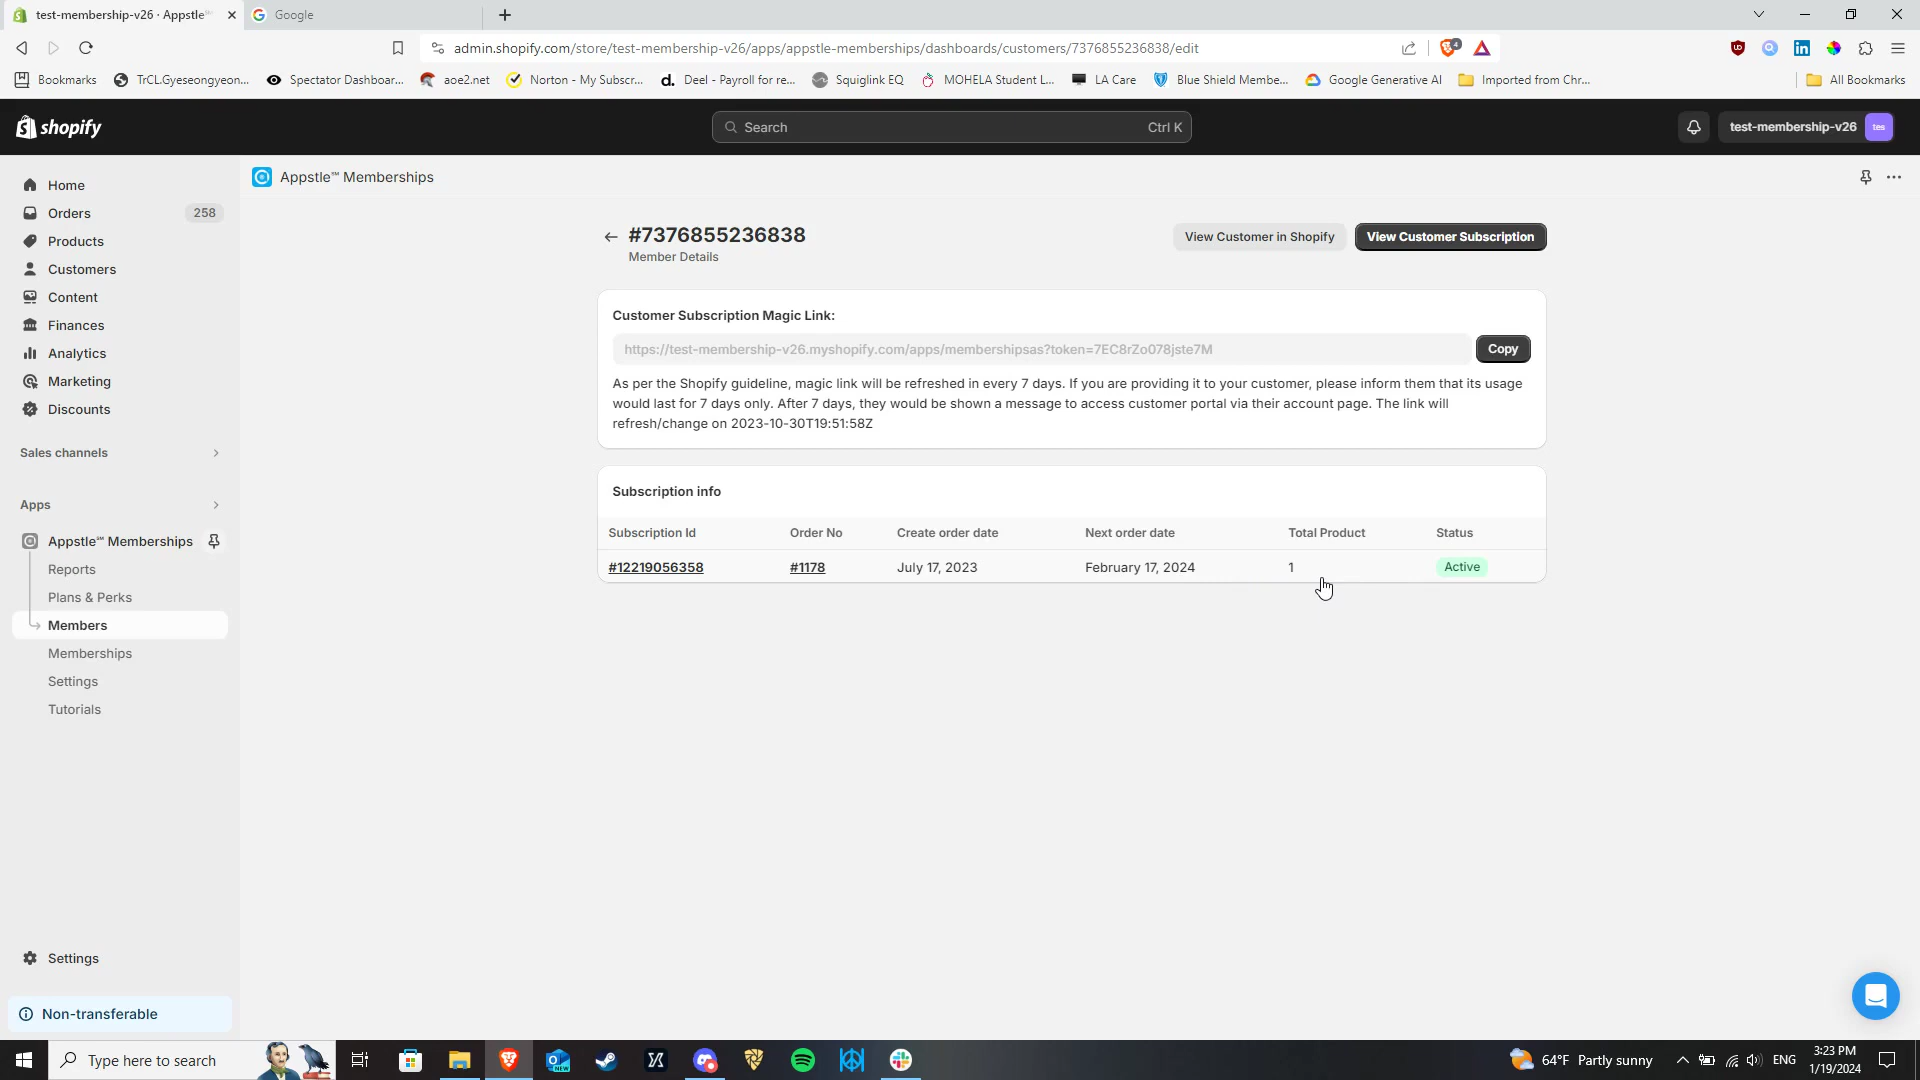 test-membership-v26 · Appstle℠
Google
admin.shopify.com/store/test-membership-v26/apps/appstle-memberships/dashboards/customers/7376855236838/edit
4
Bookmarks
TrCL.Gyeseongyeon...
Spectator Dashboar...
aoe2.net
Norton - My Subscr...
Deel - Payroll for re...
Squiglink EQ
MOHELA Student L...
LA Care
Blue Shield Membe...
Google Generative AI
Imported from Chr...
All Bookmarks
shopify
Search
Ctrl K
test-membership-v26
tes
Home
Orders
258
Products
Customers
Content
Finances
Analytics
Marketing
Discounts
Sales channels
Apps
Appstle℠ Memberships
Reports
Plans & Perks
Members
Memberships
Settings
Tutorials
Settings
Non-transferable
Appstle℠ Memberships
#7376855236838
Member Details
View Customer in Shopify
View Customer Subscription
Customer Subscription Magic Link:
https://test-membership-v26.myshopify.com/apps/membershipsas?token=7EC8rZo078jste7M
Copy
As per the Shopify guideline, magic link will be refreshed in every 7 days. If you are providing it to your customer, please inform them that its usage
would last for 7 days only. After 7 days, they would be shown a message to access customer portal via their account page. The link will
refresh/change on 2023-10-30T19:51:58Z
Subscription info
Subscription Id
Order No
Create order date
Next order date
Total Product
Status
#12219056358
#1178
July 17, 2023
February 17, 2024
1
Active
Type here to search
NEW
64°F Partly sunny
ENG
3:23 PM
1/19/2024